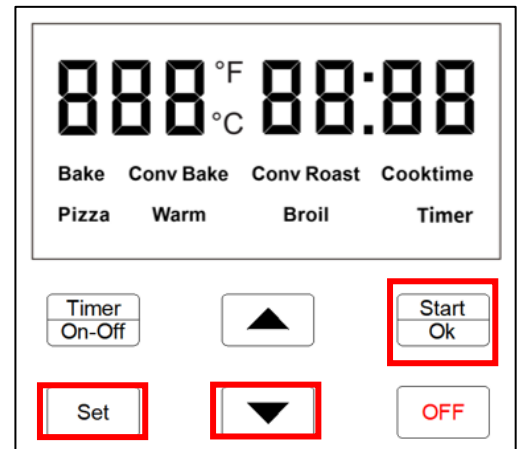 888 °F °C 88:88
Bake Conv Bake Conv Roast Cooktime
Pizza Warm Broil Timer
Timer Start
On-Off Ok
Set OFF